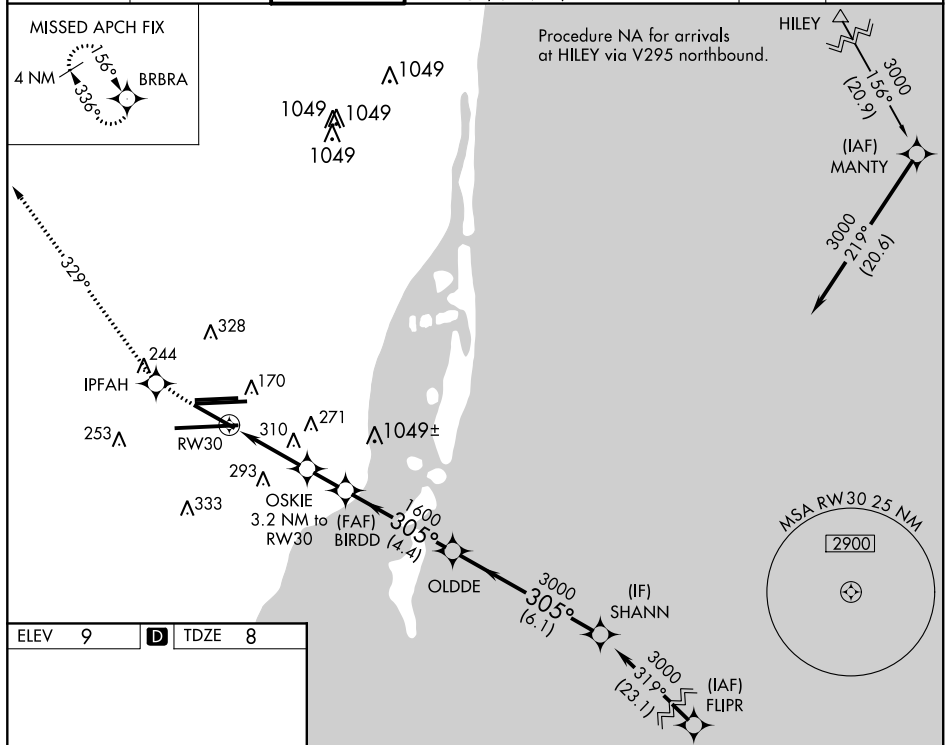 MISSED APCH FIX
4 NM
156°
336°
BRBRA
1049
1049
1049
1049
Procedure NA for arrivals
at HILEY via V295 northbound.
HILEY
3000
156°
(20.9)
(IAF)
MANTY
3000
219°
(20.6)
329°
328
244
IPFAH
170
253
RW30
310
271
1049±
293
333
OSKIE
3.2 NM to
RW30
(FAF)
BIRDD
1600
305°
(4.4)
OLDDE
3000
305°
(6.1)
(IF)
SHANN
3000
319°
(23.1)
(IAF)
FLIPR
MSA RW30 25 NM
2900
ELEV 9 D TDZE 8